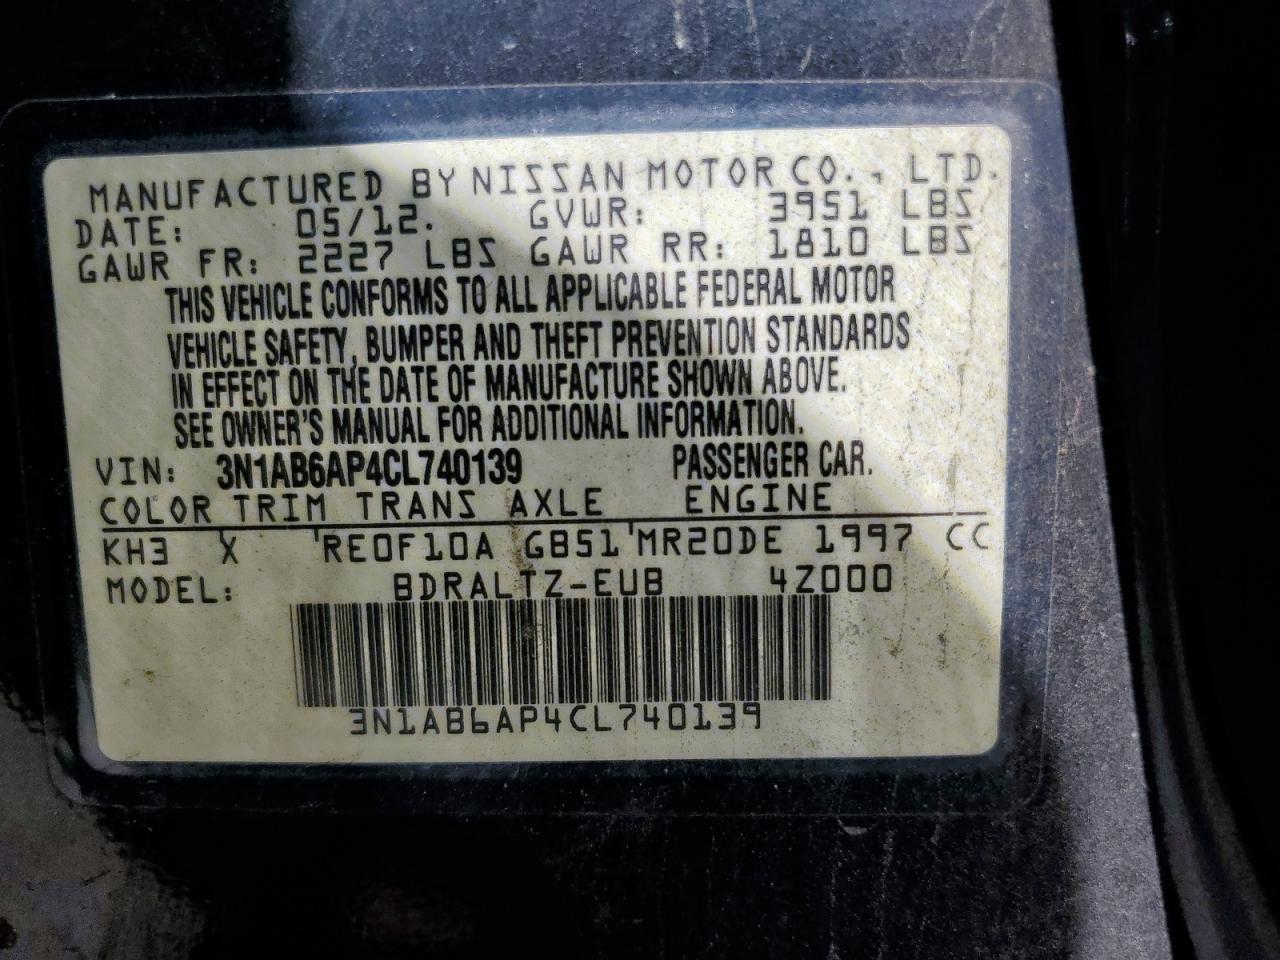 MANUFACTURED BY NISSAN MOTOR CO., LTD.
DATE: 05/12. GVWR: 3951 LBS
GAWR FR: 2227 LBS GAWR RR: 1810 LBS
THIS VEHICLE CONFORMS TO ALL APPLICABLE FEDERAL MOTOR
VEHICLE SAFETY, BUMPER AND THEFT PREVENTION STANDARDS
IN EFFECT ON THE DATE OF MANUFACTURE SHOWN ABOVE.
SEE OWNER'S MANUAL FOR ADDITIONAL INFORMATION.
VIN: 3N1AB6AP4CL740139 PASSENGER CAR.
COLOR TRIM TRANS AXLE ENGINE
KH3 X RE0F10A GB51 MR20DE 1997 CC
MODEL: BDRALTZ-EUB 4Z000
3N1AB6AP4CL740139